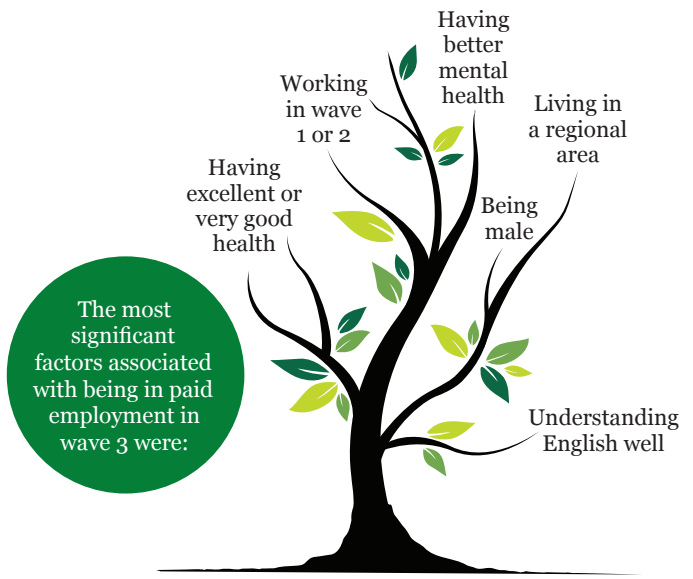 The most
significant
factors associated
with being in paid
employment in
wave 3 were:
Having
excellent or
very good
health
Working
in wave
1 or 2
Having
better
mental
health
Being
male
Living in
a regional
area
Understanding
English well